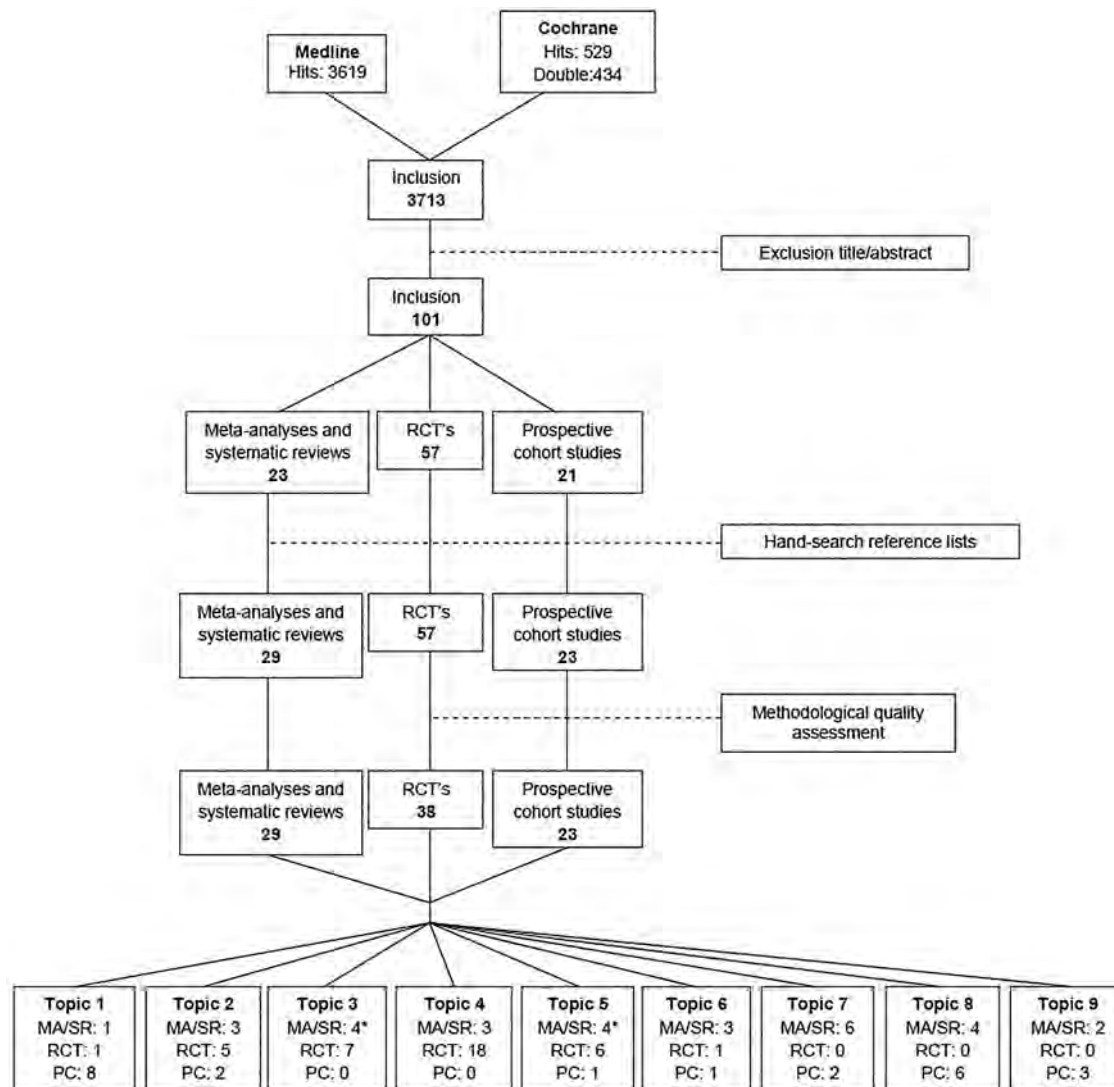 Medline
Hits: 3619
Cochrane
Hits: 529
Double:434
Inclusion
3713
Exclusion title/abstract
Inclusion
101
Meta-analyses and
systematic reviews
23
RCT's
57
Prospective
cohort studies
21
Hand-search reference lists
Meta-analyses and
systematic reviews
29
RCT's
57
Prospective
cohort studies
23
Methodological quality
assessment
Meta-analyses and
systematic reviews
29
RCT's
38
Prospective
cohort studies
23
Topic 1
MA/SR: 1
RCT: 1
PC: 8
Topic 2
MA/SR: 3
RCT: 5
PC: 2
Topic 3
MA/SR: 4*
RCT: 7
PC: 0
Topic 4
MA/SR: 3
RCT: 18
PC: 0
Topic 5
MA/SR: 4*
RCT: 6
PC: 1
Topic 6
MA/SR: 3
RCT: 1
PC: 1
Topic 7
MA/SR: 6
RCT: 0
PC: 2
Topic 8
MA/SR: 4
RCT: 0
PC: 6
Topic 9
MA/SR: 2
RCT: 0
PC: 3